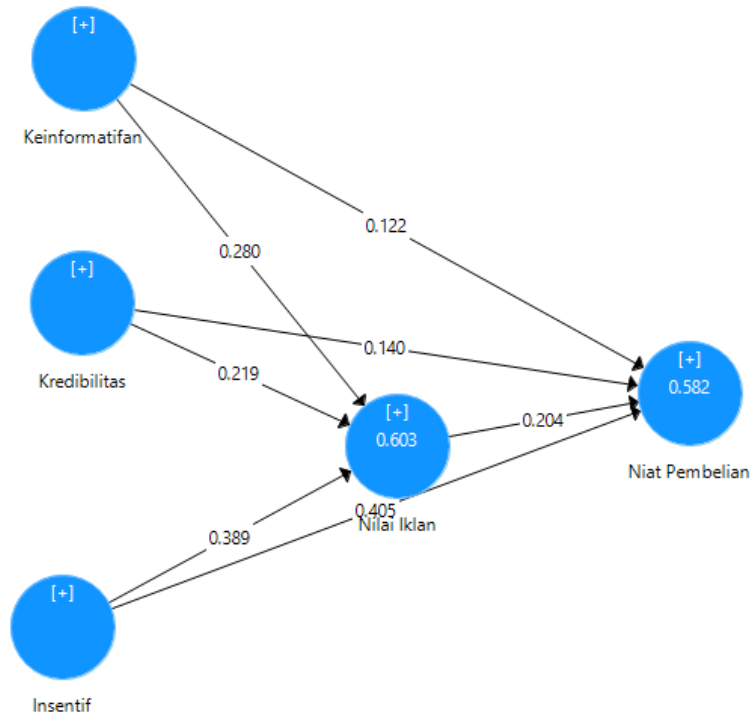 [+]
Keinformatifan
0.122
0.280
[+]
0.140
Kredibilitas
0.219
[+]
0.603
Nilai Iklan
0.204
[+]
0.582
Niat Pembelian
0.405
0.389
[+]
Insentif